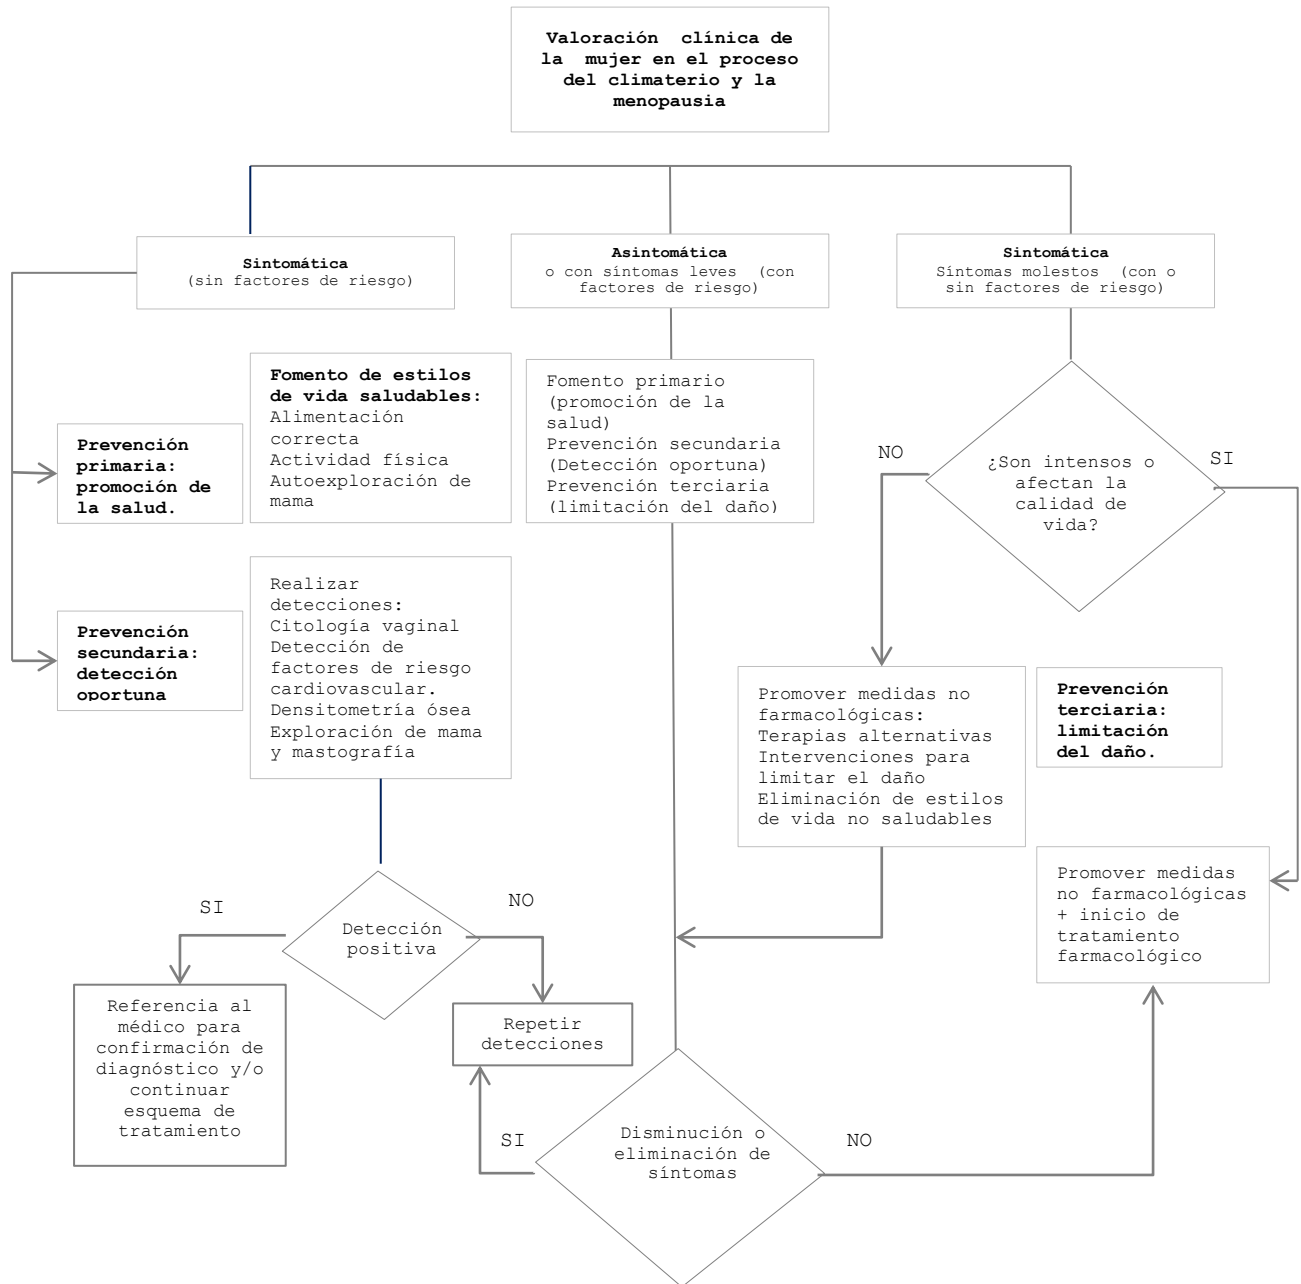 Valoración clínica de
la mujer en el proceso
del climaterio y la
menopausia
Sintomática
(sin factores de riesgo)
Asintomática
o con síntomas leves (con
factores de riesgo)
Sintomática
Síntomas molestos (con o
sin factores de riesgo)
Prevención
primaria:
promoción de
la salud.
Fomento de estilos
de vida saludables:
Alimentación
correcta
Actividad física
Autoexploración de
mama
Fomento primario
(promoción de la
salud)
Prevención secundaria
(Detección oportuna)
Prevención terciaria
(limitación del daño)
NO
¿Son intensos o
afectan la
calidad de
vida?
SI
Prevención
secundaria:
detección
oportuna
Realizar
detecciones:
Citología vaginal
Detección de
factores de riesgo
cardiovascular.
Densitometría ósea
Exploración de mama
y mastografía
Promover medidas no
farmacológicas:
Terapias alternativas
Intervenciones para
limitar el daño
Eliminación de estilos
de vida no saludables
Prevención
terciaria:
limitación
del daño.
SI
Detección
positiva
NO
Promover medidas
no farmacológicas
+ inicio de
tratamiento
farmacológico
Referencia al
médico para
confirmación de
diagnóstico y/o
continuar
esquema de
tratamiento
Repetir
detecciones
SI
Disminución o
eliminación de
síntomas
NO